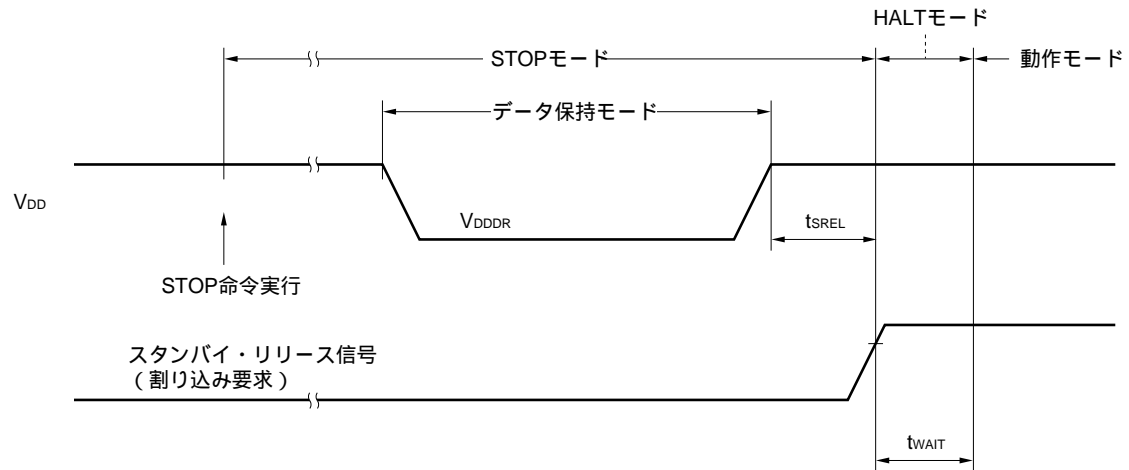 HALTモード
STOPモード
動作モード
データ保持モード
VDD
VDDDR
tSREL
STOP命令実行
スタンバイ・リリース信号
(割り込み要求)
tWAIT